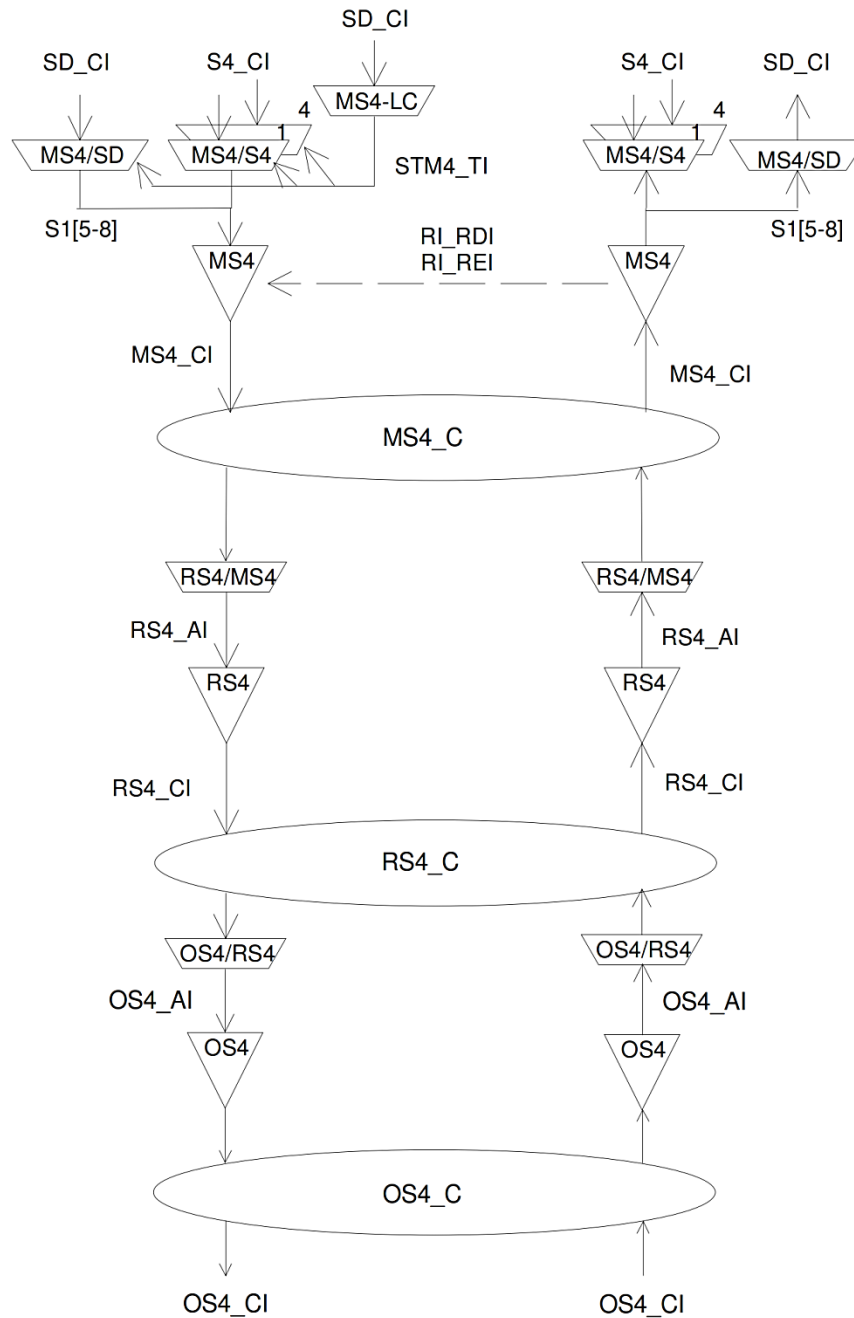 SD_CI
SD_CI
S4_CI
S4_CI
SD_CI
MS4-LC
4
4
1
1
MS4/SD
MS4/S4
STM4_TI
MS4/S4
MS4/SD
S1[5-8]
RI_RDI
S1[5-8]
MS4
RI_REI
MS4
MS4_CI
MS4_CI
MS4_C
RS4/MS4
RS4/MS4
RS4_AI
RS4_AI
RS4
RS4
RS4_CI
RS4_CI
RS4_C
OS4/RS4
OS4/RS4
OS4_AI
OS4_AI
OS4
OS4
OS4_C
OS4_CI
OS4_CI